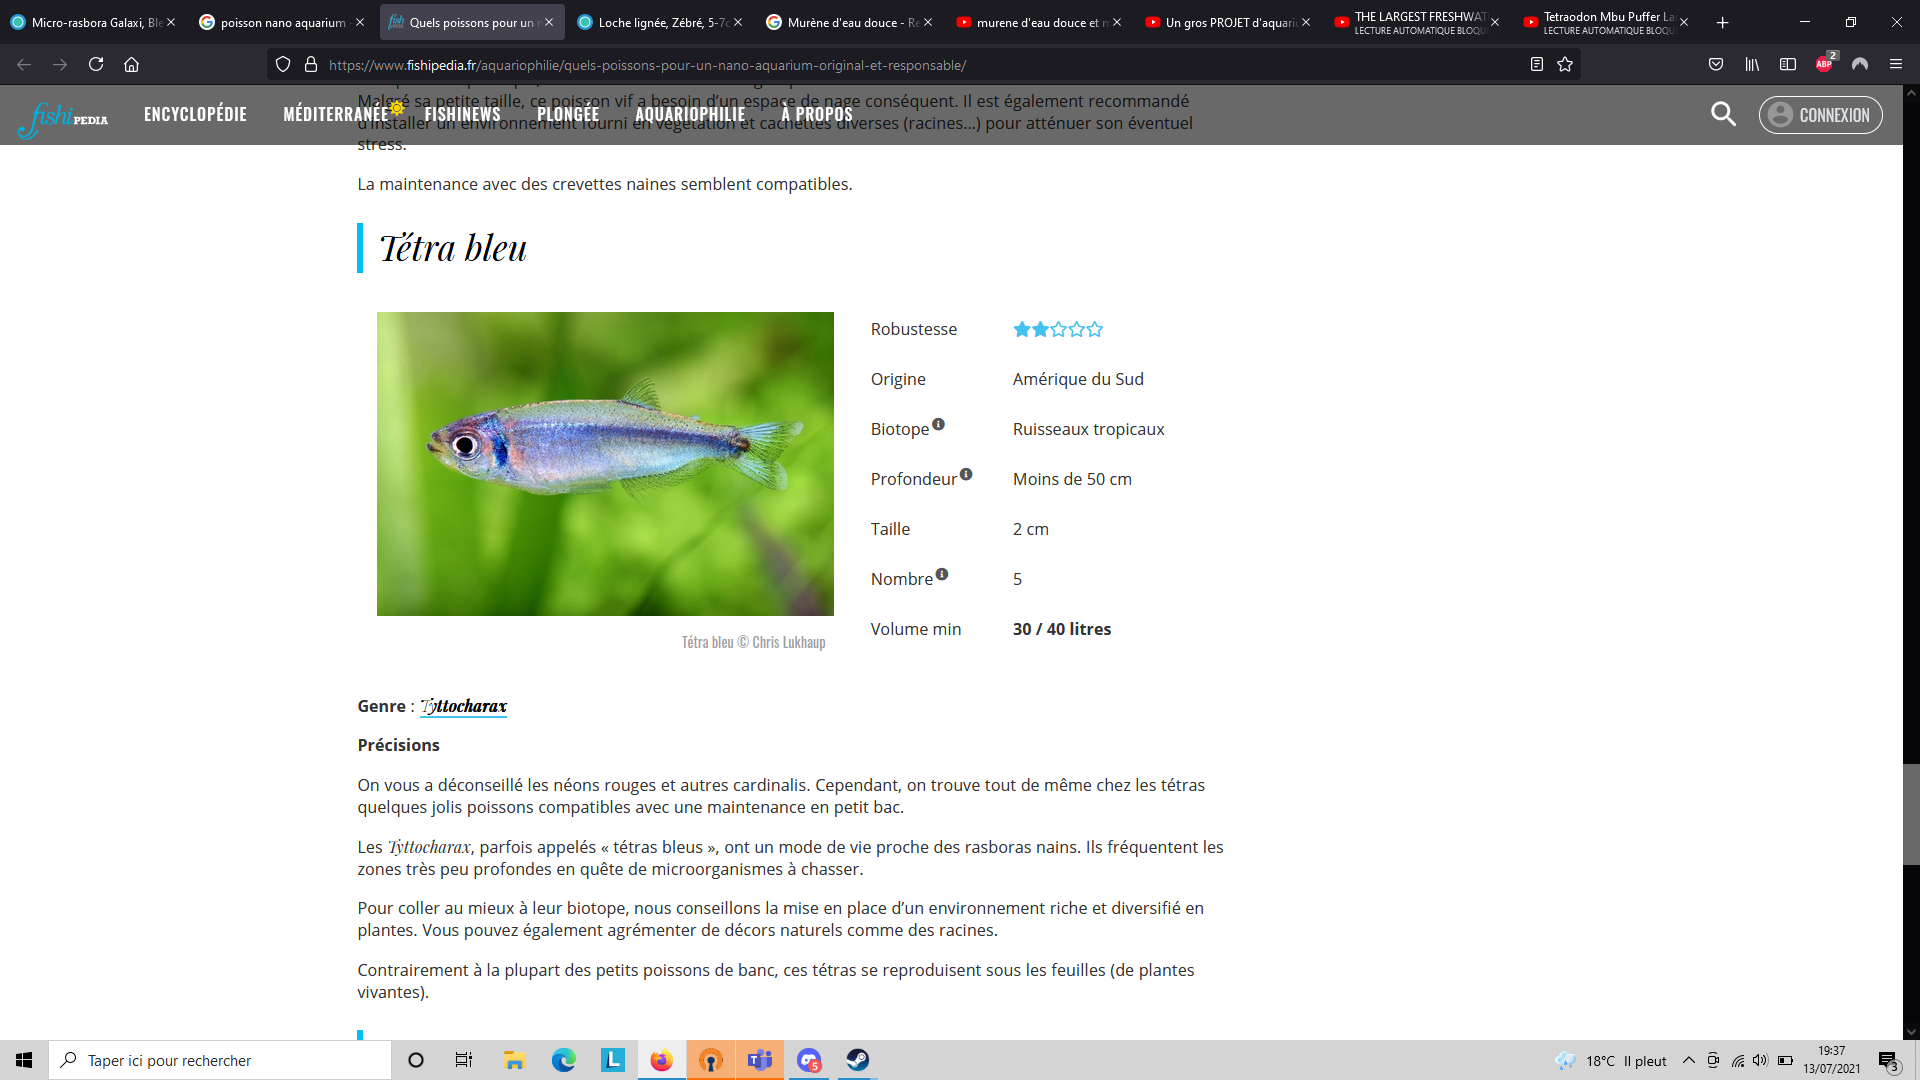 Micro-rasbora Galaxi, Ble
poisson nano aquarium -
Quels poissons pour un n
Loche lignée, Zébré, 5-7c
Murène d'eau douce - Re
murene d'eau douce et m
Un gros PROJET d'aquariu
THE LARGEST FRESHWAT
LECTURE AUTOMATIQUE BLOQU
Tetraodon Mbu Puffer La
LECTURE AUTOMATIQUE BLOQU
https://www.fishipedia.fr/aquariophilie/quels-poissons-pour-un-nano-aquarium-original-et-responsable/
ABP
2
fishi PEDIA
ENCYCLOPÉDIE
MÉDITERRANÉE
FISHINEWS
PLONGÉE
AQUARIOPHILIE
À PROPOS
CONNEXION
Malgré sa petite taille, ce poisson vif a besoin d'un espace de nage conséquent. Il est également recommandé
d'installer un environnement fourni en végétation et cachettes diverses (racines...) pour atténuer son éventuel
stress.
La maintenance avec des crevettes naines semblent compatibles.
Tétra bleu
Robustesse
Origine Amérique du Sud
Biotope Ruisseaux tropicaux
Profondeur Moins de 50 cm
Taille 2 cm
Nombre 5
Volume min 30 / 40 litres
Tétra bleu © Chris Lukhaup
Genre : Tyttocharax
Précisions
On vous a déconseillé les néons rouges et autres cardinalis. Cependant, on trouve tout de même chez les tétras
quelques jolis poissons compatibles avec une maintenance en petit bac.
Les Tyttocharax, parfois appelés « tétras bleus », ont un mode de vie proche des rasboras nains. Ils fréquentent les
zones très peu profondes en quête de microorganismes à chasser.
Pour coller au mieux à leur biotope, nous conseillons la mise en place d'un environnement riche et diversifié en
plantes. Vous pouvez également agrémenter de décors naturels comme des racines.
Contrairement à la plupart des petits poissons de banc, ces tétras se reproduisent sous les feuilles (de plantes
vivantes).
Taper ici pour rechercher
L
T
5
18°C Il pleut
19:37
13/07/2021
3